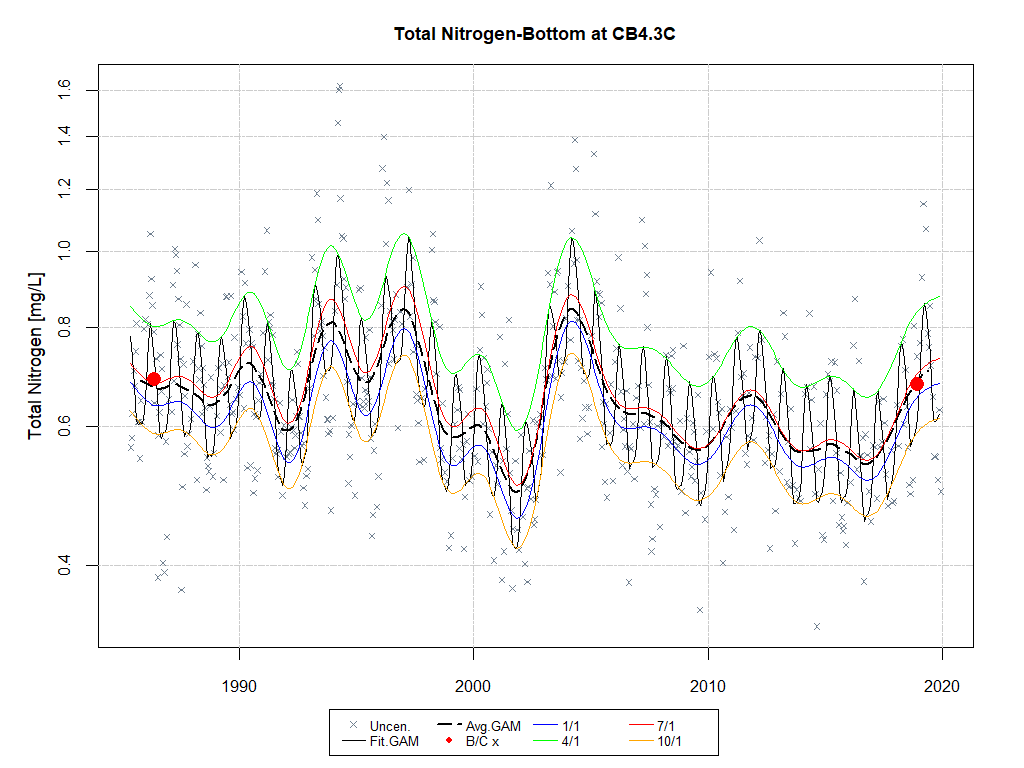 Total Nitrogen-Bottom at CB4.3C
Total Nitrogen [mg/L]
1.6
1.4
1.2
1.0
0.8
0.6
0.4
1990 2000 2010 2020
Uncen. Avg.GAM 1/1 7/1
Fit.GAM B/C x 4/1 10/1